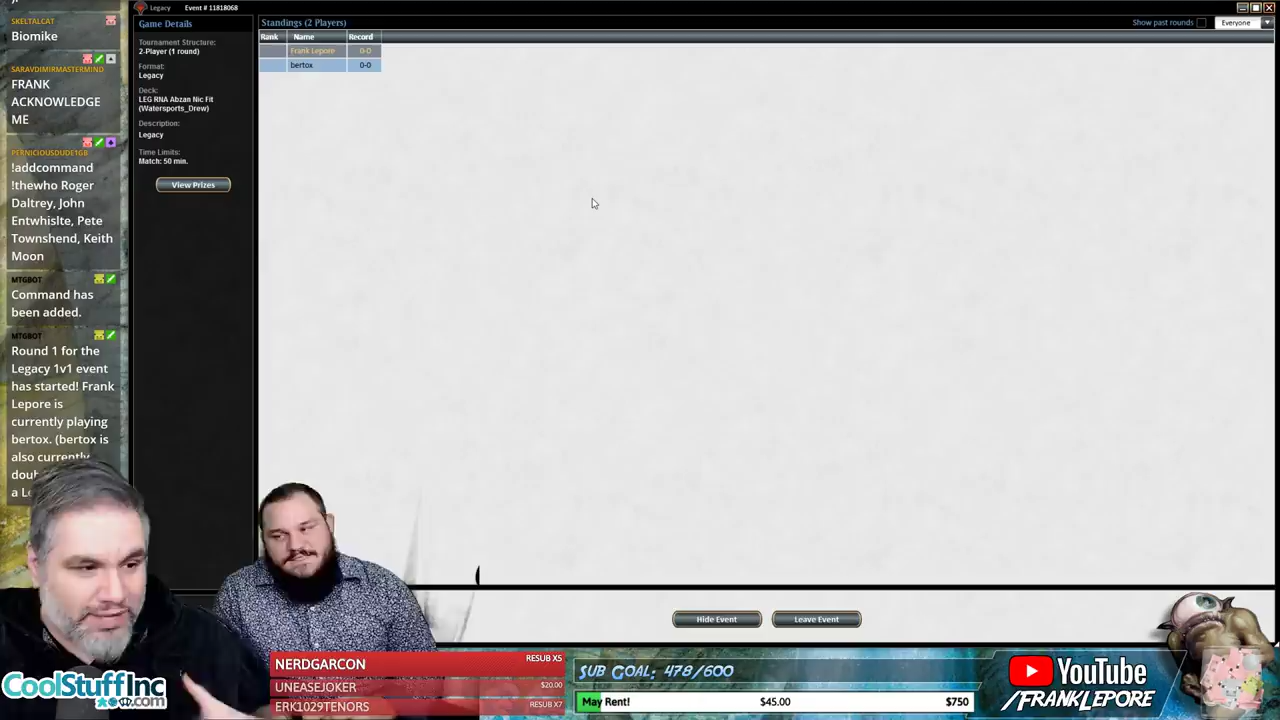 SKELTALCAT
Biomike
SARAVDIMIRMASTERMIND
FRANK
ACKNOWLEDGE
ME
PERNICIOUSDUDE1GB
!addcommand
!thewho Roger
Daltrey, John
Entwhislte, Pete
Townshend, Keith
Moon
MTGBOT
Command has
been added.
MTGBOT
Round 1 for the
Legacy 1v1 event
has started! Frank
Lepore is
currently playing
bertox. (bertox is
also currently
a
Legacy Event # 11818068
Game Details
Tournament Structure:
2-Player (1 round)
Format:
Legacy
Deck:
LEG RNA Abzan Nic Fit
(Watersports_Drew)
Description:
Legacy
Time Limits:
Match: 50 min.
View Prizes
Standings (2 Players)
Show past rounds
Everyone
Rank Name Record
Frank Lepore 0-0
bertox 0-0
Hide Event
Leave Event
CoolStuffInc
.com
NERDGARCON RESUB X5
UNEASEJOKER $20.00
ERK1029TENORS RESUB X7
SUB GOAL: 478/600
May Rent! $45.00 $750
YouTube
/FRANKLEPORE